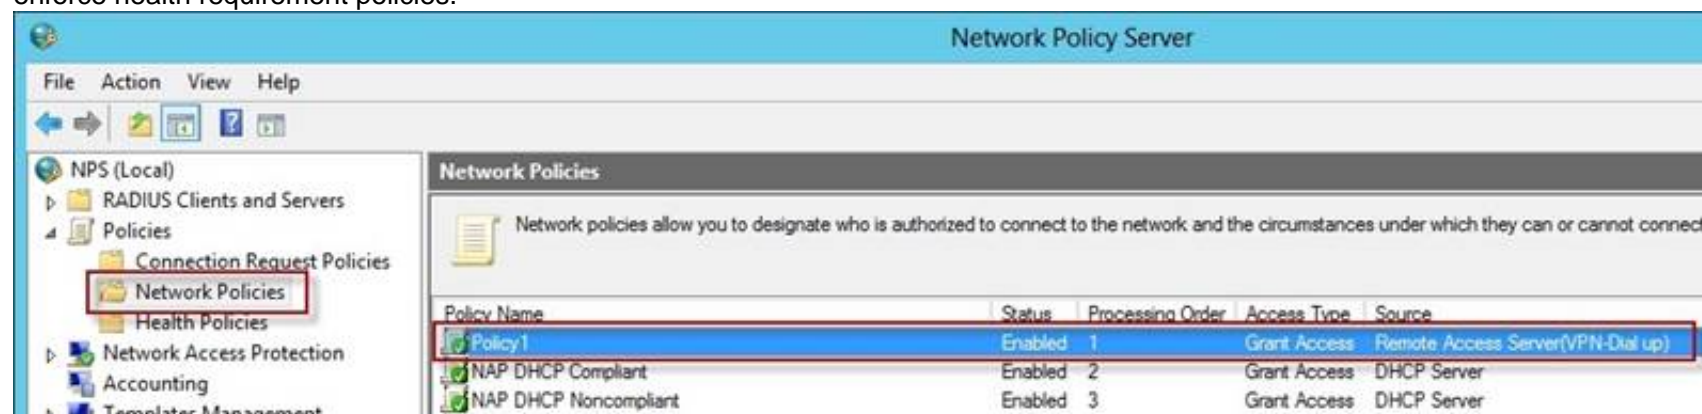 enforce health requirement policies.
Network Policy Server
File Action View Help
NPS (Local)
RADIUS Clients and Servers
Policies
Connection Request Policies
Network Policies
Health Policies
Network Access Protection
Accounting
Templates Management
Network Policies
Network policies allow you to designate who is authorized to connect to the network and the circumstances under which they can or cannot connect
Policy Name Status Processing Order Access Type Source
Policy1 Enabled 1 Grant Access Remote Access Server(VPN-Dial up)
NAP DHCP Compliant Enabled 2 Grant Access DHCP Server
NAP DHCP Noncompliant Enabled 3 Grant Access DHCP Server